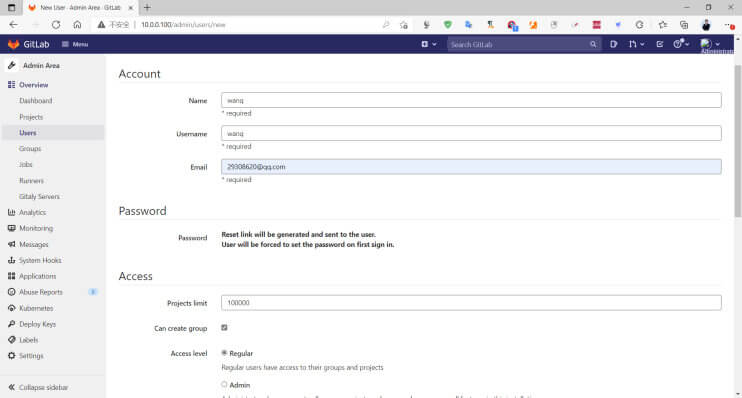 New User · Admin Area · GitLab
不安全
10.0.0.100/admin/users/new
GitLab
Menu
Search GitLab
Administrator
Admin Area
Overview
Dashboard
Projects
Users
Groups
Jobs
Runners
Gitaly Servers
Analytics
Monitoring
Messages
System Hooks
Applications
Abuse Reports 0
Kubernetes
Deploy Keys
Labels
Settings
Collapse sidebar
Account
Name
wang
* required
Username
wang
* required
Email
29308620@qq.com
* required
Password
Password
Reset link will be generated and sent to the user.
User will be forced to set the password on first sign in.
Access
Projects limit
100000
Can create group
Access level
Regular
Regular users have access to their groups and projects
Admin